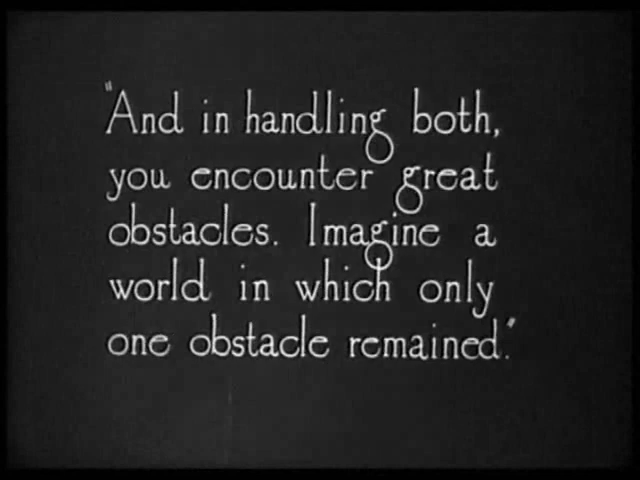 "And in handling both,
you encounter great
obstacles. Imagine a
world in which only
one obstacle remained."